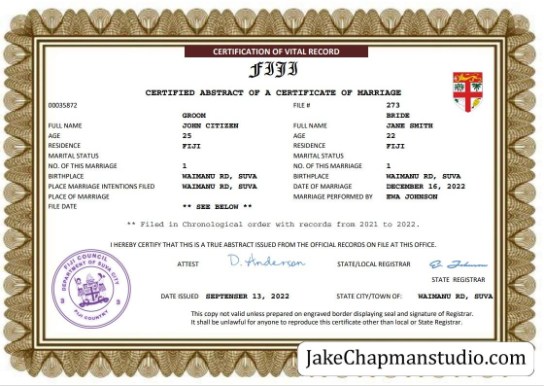 CERTIFICATION OF VITAL RECORD
FIJI
CERTIFIED ABSTRACT OF A CERTIFICATE OF MARRIAGE
00035872 FILE # 273
GROOM BRIDE
FULL NAME JOHN CITIZEN FULL NAME JANE SMITH
AGE 25 AGE 22
RESIDENCE FIJI RESIDENCE FIJI
MARITAL STATUS MARITAL STATUS
NO. OF THIS MARRIAGE 1 NO. OF THIS MARRIAGE 1
BIRTHPLACE WAIMANU RD, SUVA BIRTHPLACE WAIMANU RD, SUVA
PLACE MARRIAGE INTENTIONS FILED WAIMANU RD, SUVA DATE OF MARRIAGE DECEMBER 16, 2022
PLACE OF MARRIAGE MARRIAGE PERFORMED BY EWA JOHNSON
FILE DATE ** SEE BELOW **
** Filed in Chronological order with records from 2021 to 2022.
I HEREBY CERTIFY THAT THIS IS A TRUE ABSTRACT ISSUED FROM THE OFFICIAL RECORDS ON FILE AT THIS OFFICE.
FIJI COUNCIL
DEPARTMENT OF SUVA CITY
FIJI COUNTRY
ATTEST D. Anderson STATE/LOCAL REGISTRAR
STATE REGISTRAR
DATE ISSUED SEPTENSER 13, 2022 STATE CITY/TOWN OF: WAIMANU RD, SUVA
This copy not valid unless prepared on engraved border displaying seal and signature of Registrar.
It shall be unlawful for anyone to reproduce this certificate other than local or State Registrar.
JakeChapmanstudio.com